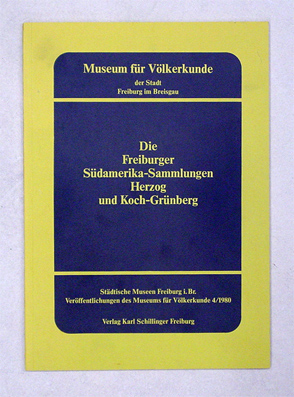 Museum für Völkerkunde
der Stadt
Freiburg im Breisgau
Die
Freiburger
Südamerika-Sammlungen
Herzog
und Koch-Grünberg
Städtische Museen Freiburg i. Br.
Veröffentlichungen des Museums für Völkerkunde 4/1980
Verlag Karl Schillinger Freiburg